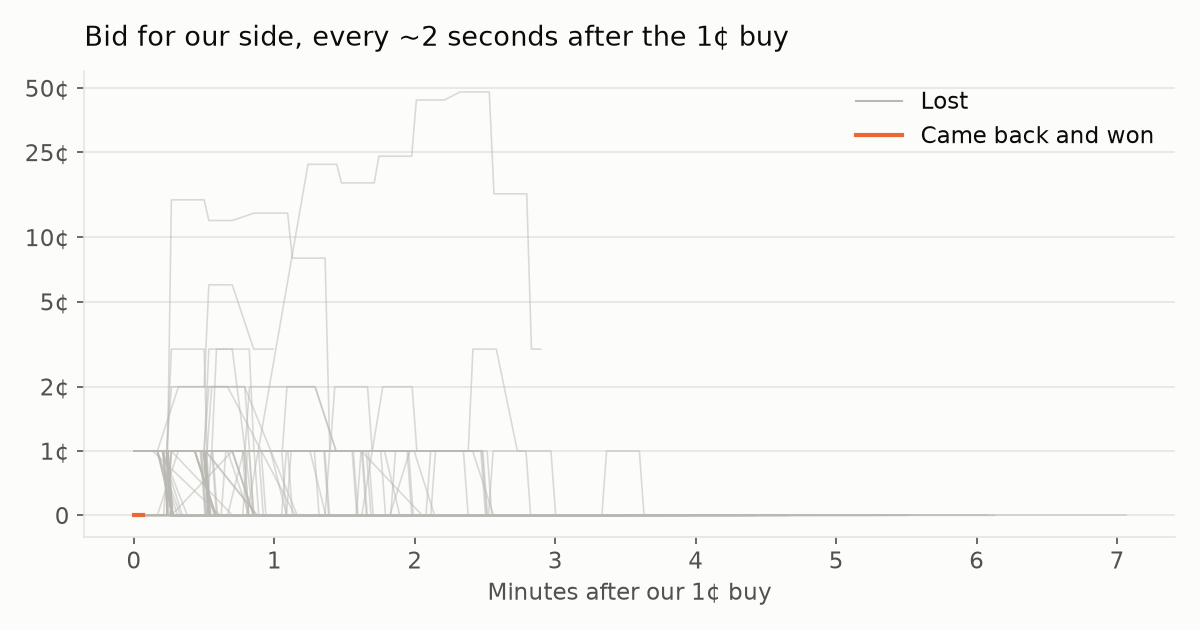 Bid for our side, every ~2 seconds after the 1¢ buy
50¢
25¢
10¢
5¢
2¢
1¢
0
Lost
Came back and won
0 1 2 3 4 5 6 7
Minutes after our 1¢ buy